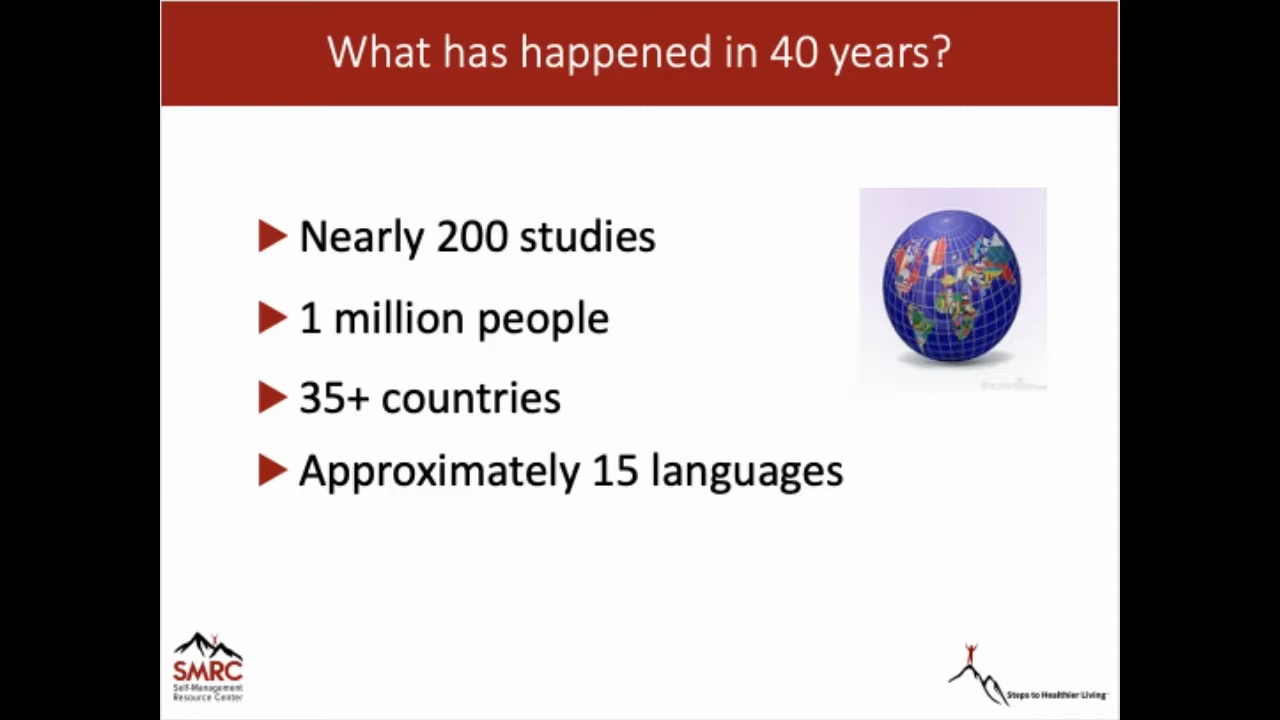 What has happened in 40 years?
Nearly 200 studies
1 million people
35+ countries
Approximately 15 languages
SMRC
Self-Management
Resource Center
Steps to Healthier Living